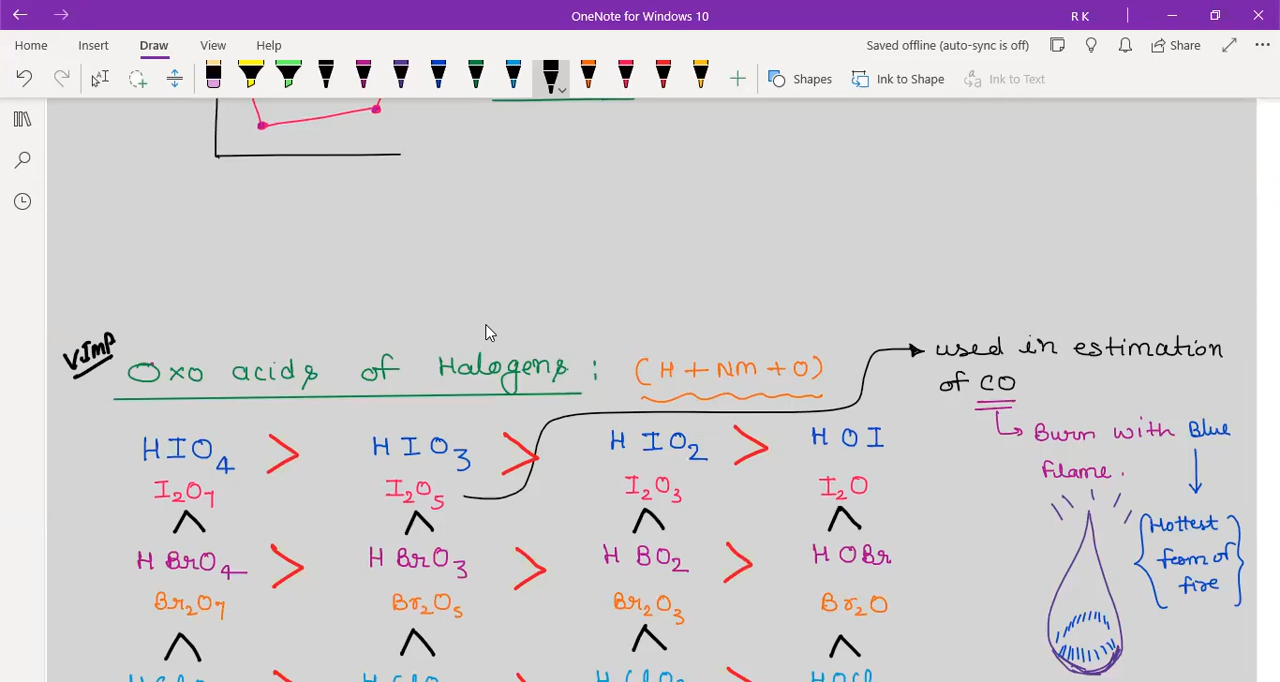 OneNote for Windows 10
R K
Home Insert Draw View Help
Saved offline (auto-sync is off)
Share
Shapes Ink to Shape Ink to Text
V.Imp
Oxo acids of Halogens : (H + Nm + O)
used in estimation
of CO
Burn with Blue
flame.
{Hottest
form of
fire}
HIO4 > HIO3 > HIO2 > HOI
I2O7 I2O5 I2O3 I2O
HBrO4 > HBrO3 > HBO2 > HOBr
Br2O7 Br2O5 Br2O3 Br2O